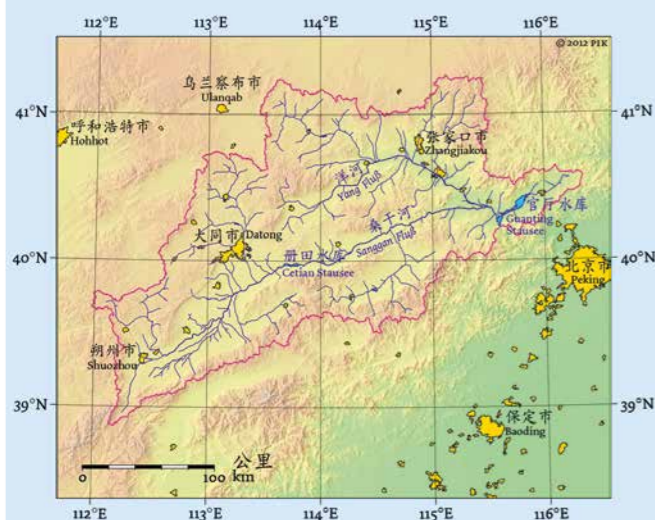 112°E
113°E
114°E
115°E
116°E
© 2012 PIK
41°N
41°N
乌兰察布市
Ulanqab
呼和浩特市
Hohhot
张家口市
Zhangjiakou
洋河
Yang Fluß
官厅水库
Guanting
Stausee
桑干河
Sanggan Fluß
大同市
Datong
册田水库
Cetian Stausee
40°N
40°N
北京市
Peking
朔州市
Shuozhou
39°N
39°N
保定市
Baoding
公里
0
100
km
112°E
113°E
114°E
115°E
116°E